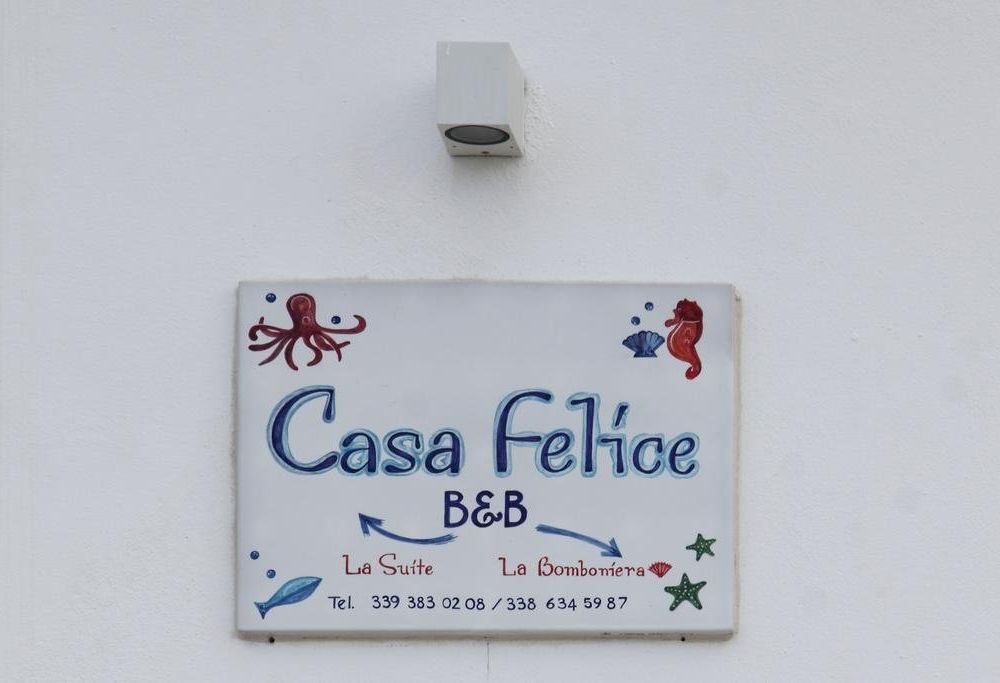 Casa Felice
B&B
La Suite La Bomboniera
Tel. 339 383 02 08 / 338 634 59 87